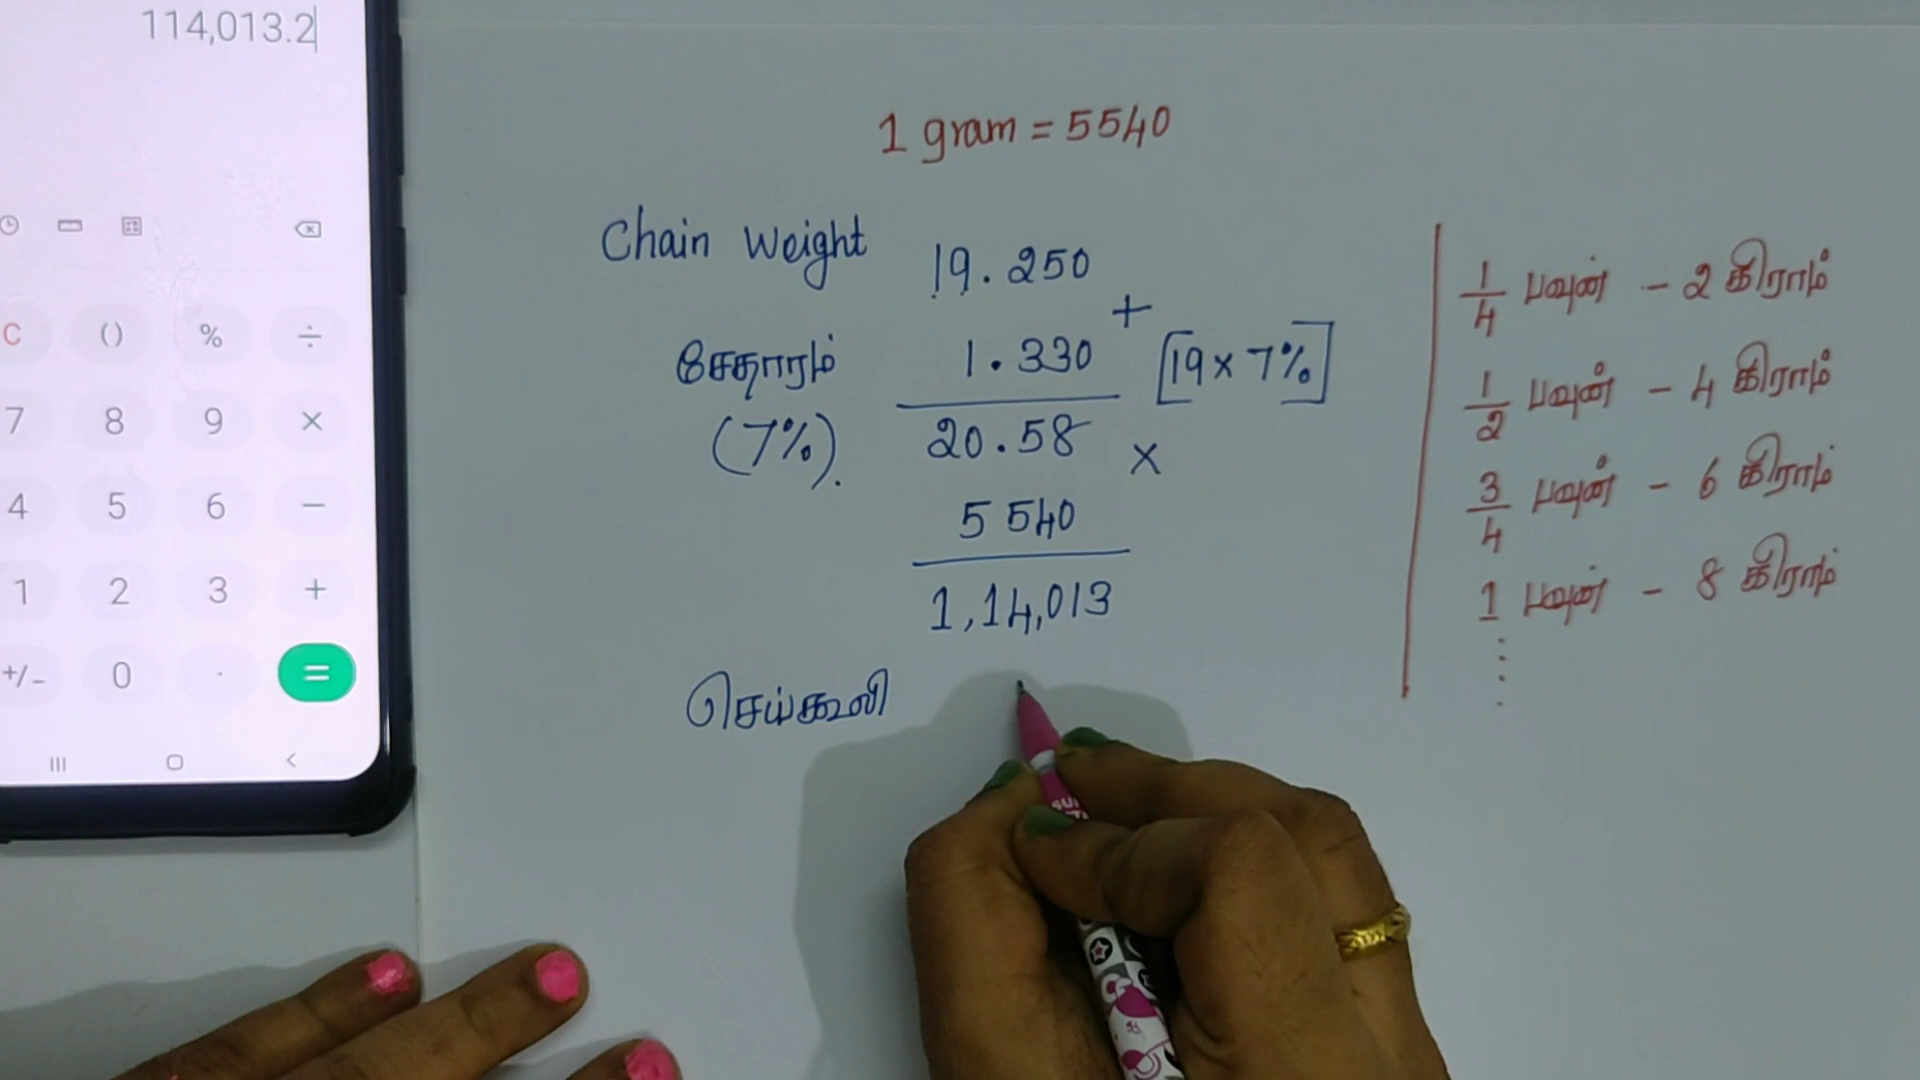 114,013.2
C () % ÷
7 8 9 ×
4 5 6 −
1 2 3 +
+/− 0 . =
1 gram = 5540
Chain Weight 19.250
+
சேதாரம் 1.330 [19 x 7%]
(7%). 20.58 x
5540
1,14,013
செய்கூலி
1/4 பவுன் - 2 கிராம்
1/2 பவுன் - 4 கிராம்
3/4 பவுன் - 6 கிராம்
1 பவுன் - 8 கிராம்